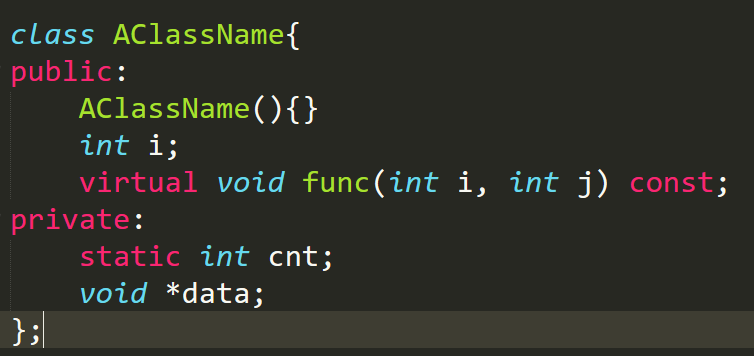 class AClassName{
public:
    AClassName(){}
    int i;
    virtual void func(int i, int j) const;
private:
    static int cnt;
    void *data;
};